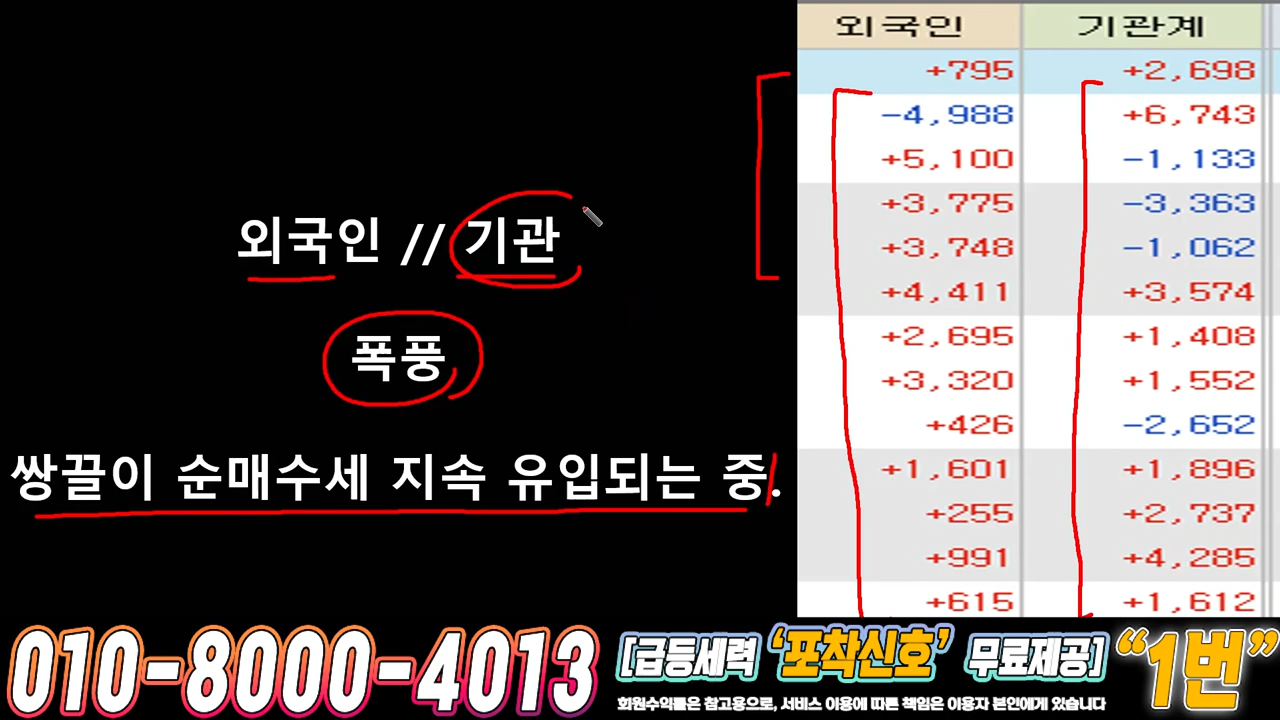 외국인 // 기관
폭풍
쌍끌이 순매수세 지속 유입되는 중.
외국인 기관계
+795 +2,698
-4,988 +6,743
+5,100 -1,133
+3,775 -3,363
+3,748 -1,062
+4,411 +3,574
+2,695 +1,408
+3,320 +1,552
+426 -2,652
+1,601 +1,896
+255 +2,737
+991 +4,285
+615 +1,612
010-8000-4013 [급등세력 '포착신호' 무료제공] "1번"
회원수익률은 참고용으로, 서비스 이용에 따른 책임은 이용자 본인에게 있습니다